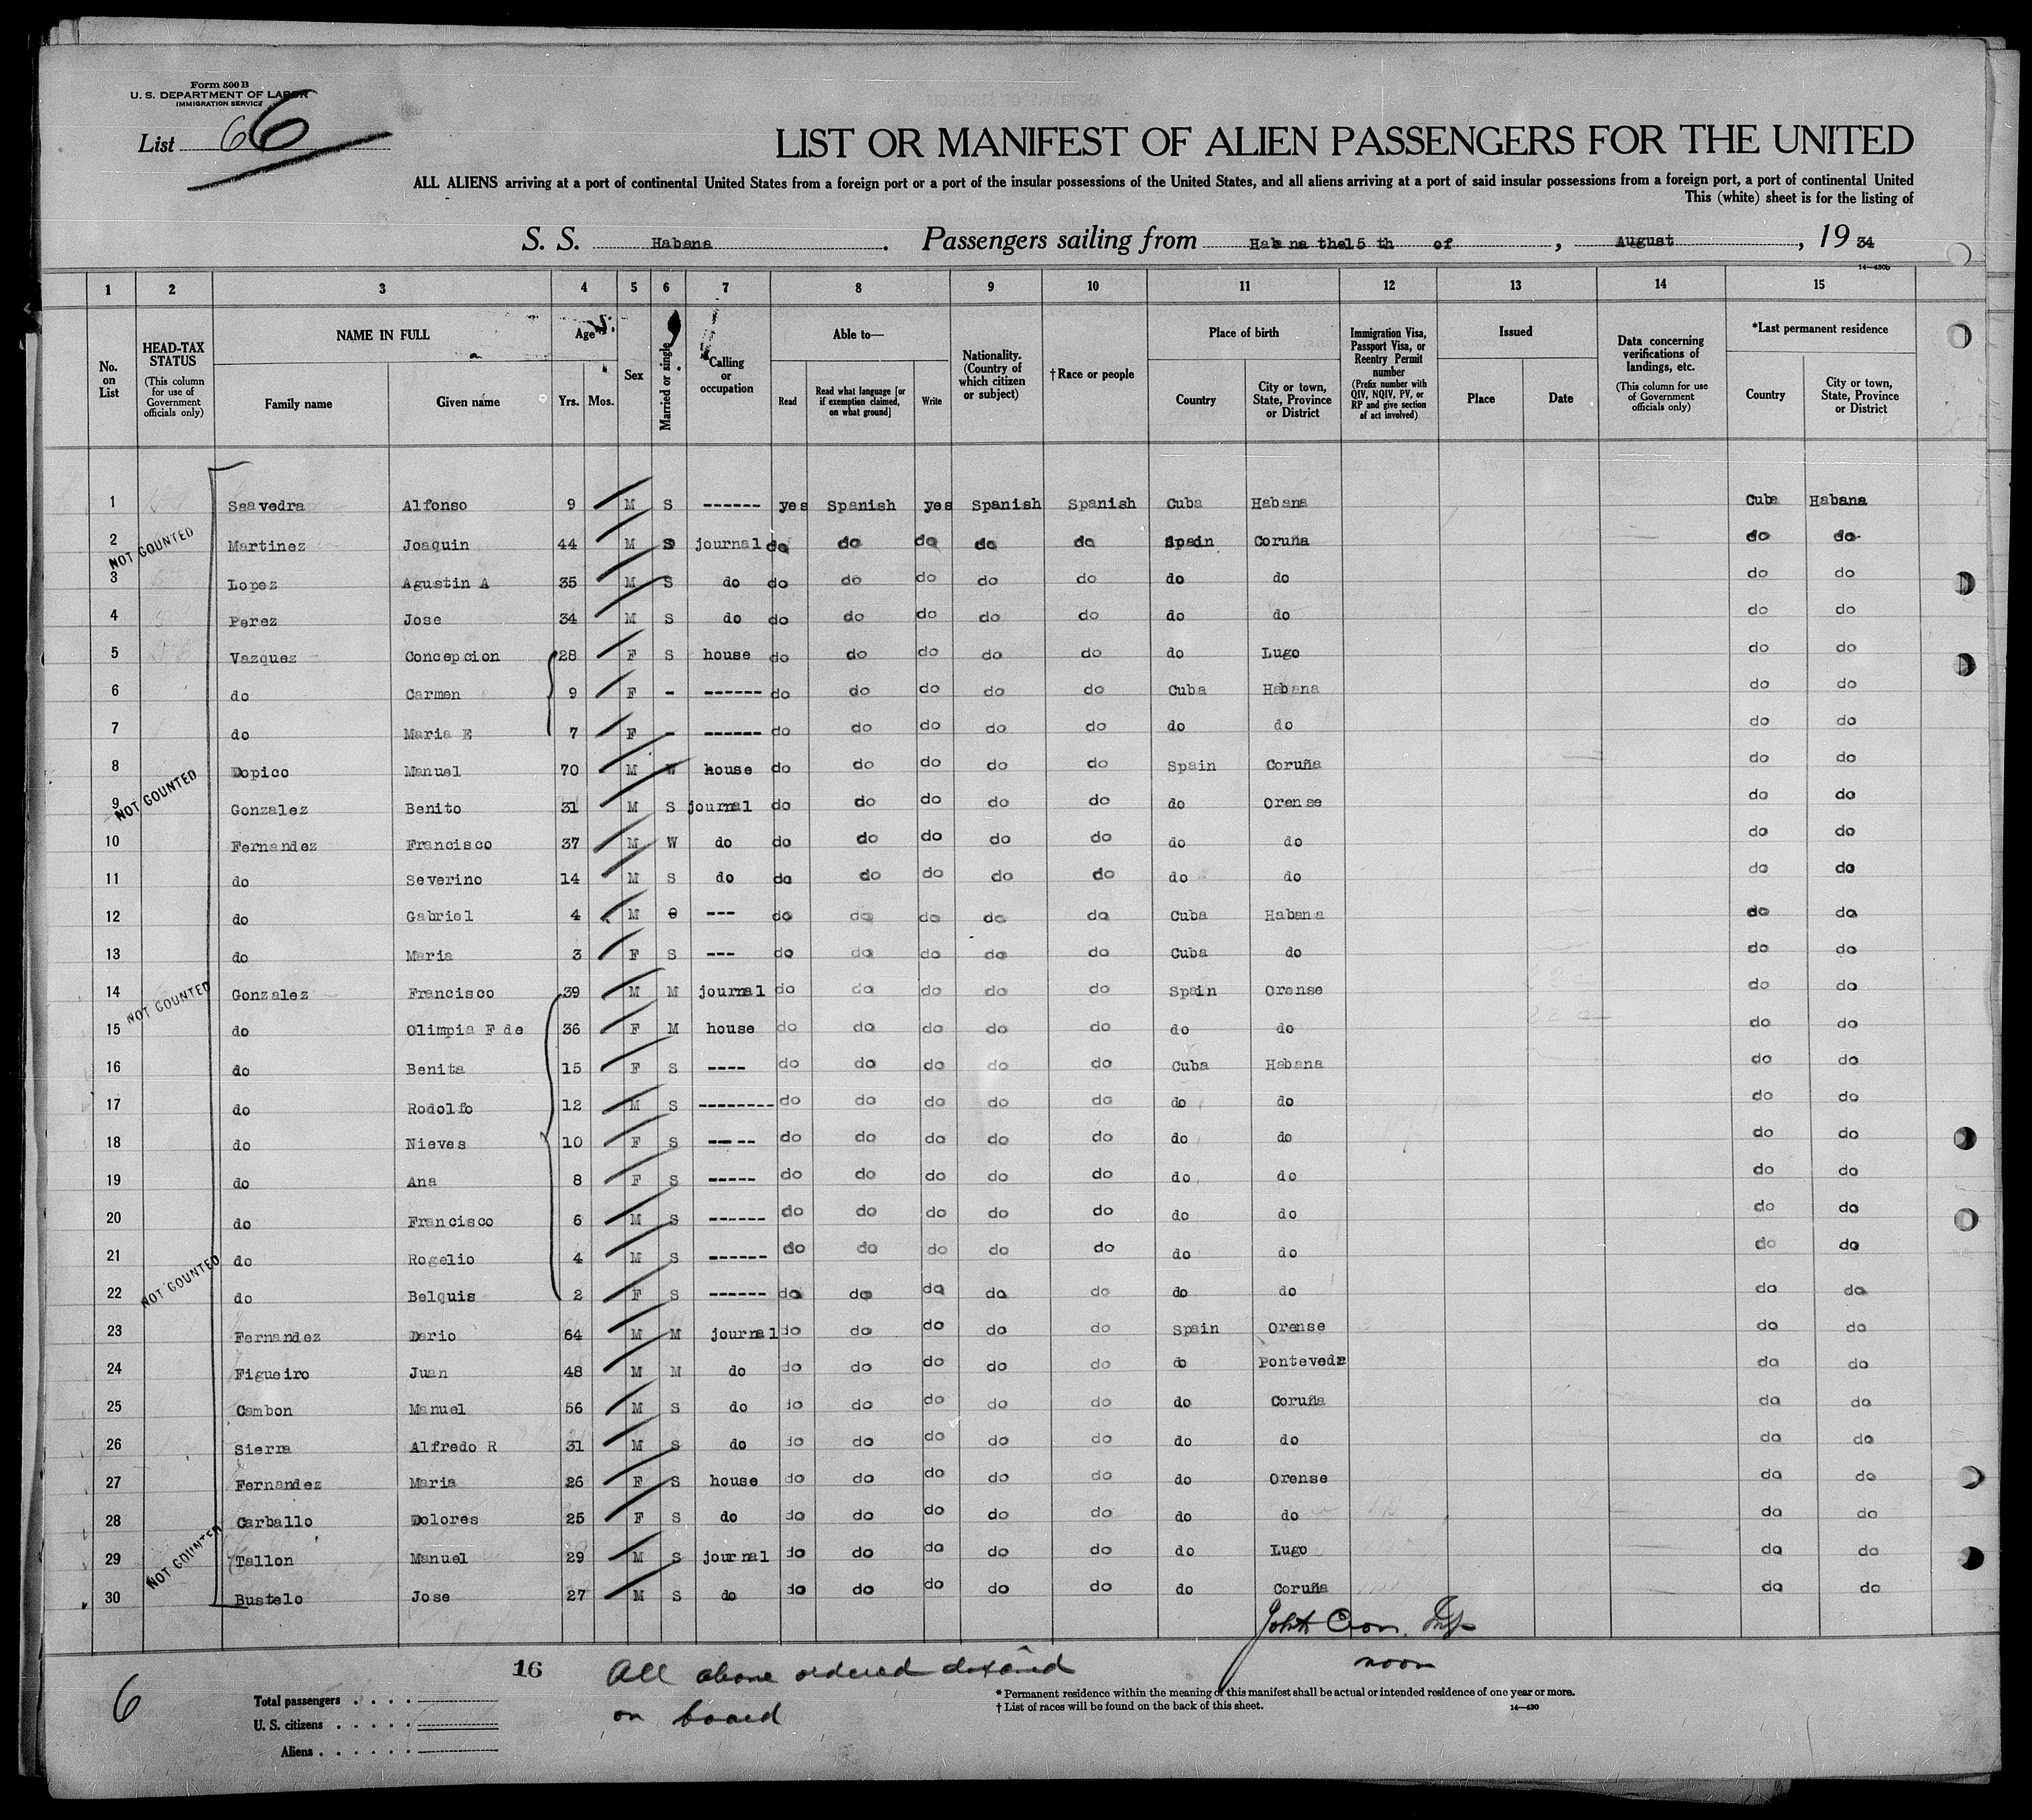 Form 500 B
U. S. DEPARTMENT OF LABOR
IMMIGRATION SERVICE
List 6 6
LIST OR MANIFEST OF ALIEN PASSENGERS FOR THE UNITED
ALL ALIENS arriving at a port of continental United States from a foreign port or a port of the insular possessions of the United States, and all aliens arriving at a port of said insular possessions from a foreign port, a port of continental United
This (white) sheet is for the listing of
S. S. Habana. Passengers sailing from Habana the15 th of, August, 19 34
14—430b
1 2 3 4 5 6 7 8 9 10 11 12 13 14 15
No. on List
HEAD-TAX STATUS (This column for use of Government officials only)
NAME IN FULL Family name Given name
Age Yrs. Mos.
Sex
Married or single
Calling or occupation
Able to— Read Read what language [or if exemption claimed, on what ground] Write
Nationality. (Country of which citizen or subject)
†Race or people
Place of birth Country City or town, State, Province or District
Immigration Visa, Passport Visa, or Reentry Permit number (Prefix number with QIV, NQIV, PV, or RP and give section of act involved)
Issued Place Date
Data concerning verifications of landings, etc. (This column for use of Government officials only)
*Last permanent residence Country City or town, State, Province or District
1 Saavedra Alfonso 9 M S ------ yes Spanish yes Spanish Spanish Cuba Habana Cuba Habana
NOT COUNTED
2 Martinez Joaquin 44 M S journal do do do do do Spain Coruña do do
3 Lopez Agustin A 35 M S do do do do do do do do do do
4 Perez Jose 34 M S do do do do do do do do do do
5 Vazquez Concepcion 28 F S house do do do do do do Lugo do do
6 do Carmen 9 F - ------ do do do do do Cuba Habana do do
7 do Maria E 7 F - ------ do do do do do do do do do
8 Dopico Manuel 70 M W house do do do do do Spain Coruña do do
NOT COUNTED
9 Gonzalez Benito 31 M S journal do do do do do do Orense do do
10 Fernandez Francisco 37 M W do do do do do do do do do do
11 do Severino 14 M S do do do do do do do do do do
12 do Gabriel 4 M --- do do do do do Cuba Habana do do
13 do Maria 3 F S --- do do do do do Cuba do do do
14 Gonzalez Francisco 39 M M journal do do do do do Spain Orense do do
NOT COUNTED
15 do Olimpia F de 36 F M house do do do do do do do do do
16 do Benita 15 F S ---- do do do do do Cuba Habana do do
17 do Rodolfo 12 M S -------- do do do do do do do do do
18 do Nieves 10 F S ----- do do do do do do do do do
19 do Ana 8 F S ----- do do do do do do do do do
20 do Francisco 6 M S ------ do do do do do do do do do
21 do Rogelio 4 M S ------ do do do do do do do do do
NOT COUNTED
22 do Belquis 2 F S ------ do do do do do do do do do
23 Fernandez Dario 64 M M journal do do do do do Spain Orense do do
24 Figueiro Juan 48 M M do do do do do do do Pontevedr do do
25 Cambon Manuel 56 M S do do do do do do do Coruña do do
26 Sierra Alfredo R 31 M S do do do do do do do do do do
27 Fernandez Maria 26 F S house do do do do do do Orense do do
28 Carballo Dolores 25 F S do do do do do do do do do do
29 Tallon Manuel 29 M S journal do do do do do do Lugo do do
NOT COUNTED
30 Bustelo Jose 27 M S do do do do do do do Coruña do do
noon
6
16
All above ordered detained
on board
Total passengers . . . .
U. S. citizens . . . . .
Aliens . . . . . .
* Permanent residence within the meaning of this manifest shall be actual or intended residence of one year or more.
† List of races will be found on the back of this sheet. 14—430